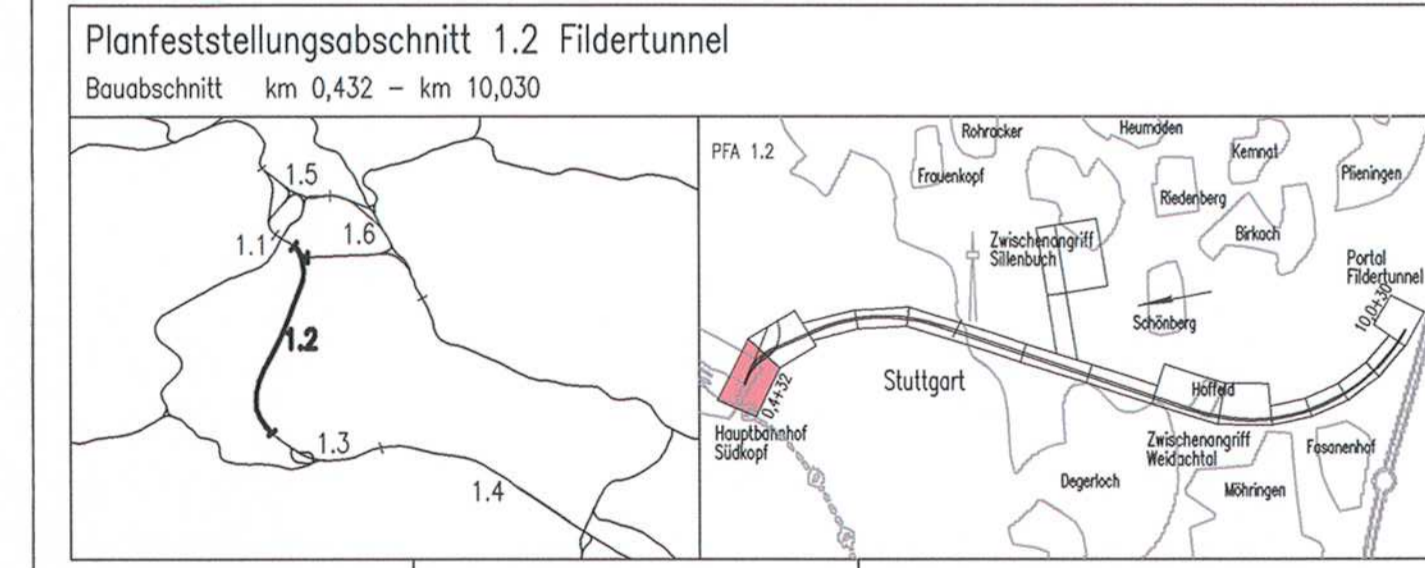 Planfeststellungsabschnitt 1.2 Fildertunnel
Bauabschnitt km 0,432 – km 10,030
1.5
1.1
1.6
1.2
1.3
1.4
PFA 1.2
Rohracker
Heumaden
Kemnat
Frauenkopf
Plieningen
Riedenberg
Birkach
Zwischenangriff
Sillenbuch
Portal
Fildertunnel
10,0+30
Schönberg
Stuttgart
Hoffeld
0,4+32
Hauptbahnhof
Südkopf
Zwischenangriff
Weidachtal
Fasanenhof
Degerloch
Möhringen